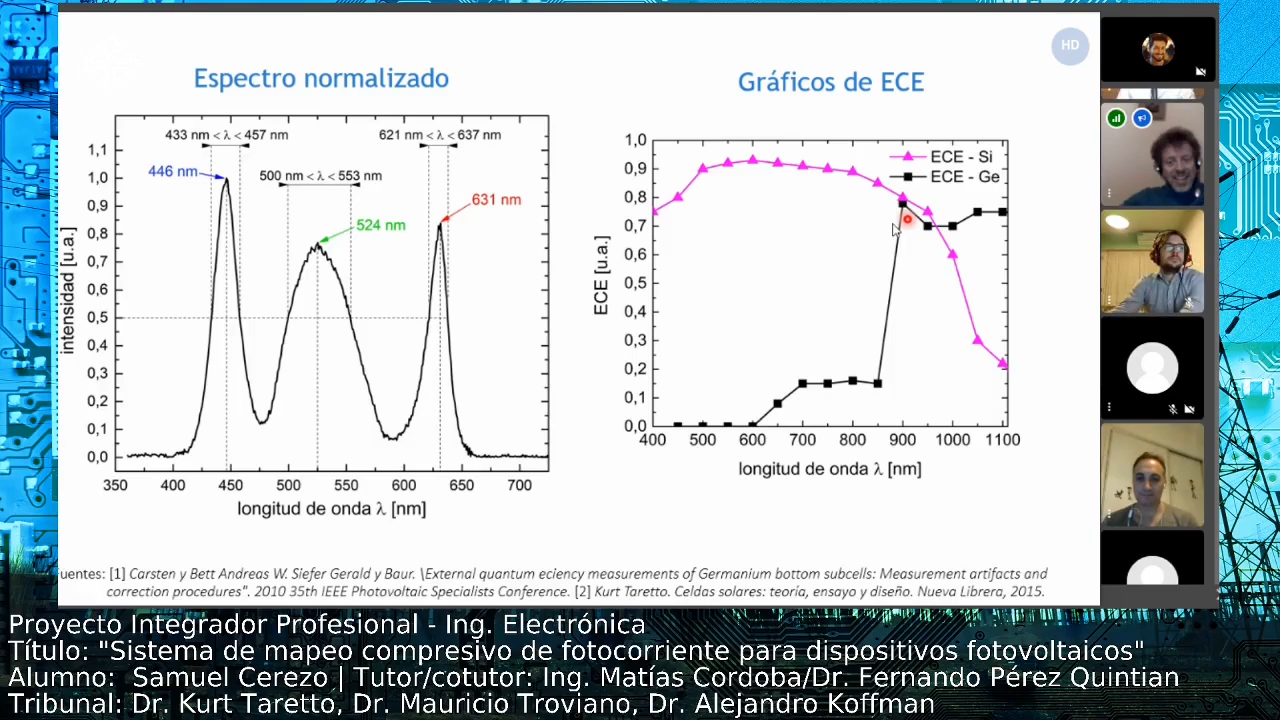 HD
Espectro normalizado
Gráficos de ECE
433 nm < λ < 457 nm
621 nm < λ < 637 nm
500 nm < λ < 553 nm
446 nm
524 nm
631 nm
1,1
1,0
0,9
0,8
0,7
0,6
0,5
0,4
0,3
0,2
0,1
0,0
intensidad [u.a.]
350 400 450 500 550 600 650 700
longitud de onda λ [nm]
ECE - Si
ECE - Ge
1,0
0,9
0,8
0,7
0,6
0,5
0,4
0,3
0,2
0,1
0,0
ECE [u.a.]
400 500 600 700 800 900 1000 1100
longitud de onda λ [nm]
uentes: [1] Carsten y Bett Andreas W. Siefer Gerald y Baur. \External quantum eciency measurements of Germanium bottom subcells: Measurement artifacts and
correction procedures". 2010 35th IEEE Photovoltaic Specialists Conference. [2] Kurt Taretto. Celdas solares: teoría, ensayo y diseño. Nueva Librera, 2015.
Proyecto Integrador Profesional - Ing. Electrónica
Título: "Sistema de mapeo compresivo de fotocorriente para dispositivos fotovoltaicos"
Alumno:  Samuel Cerezo | Tutor/cotutor: Ing. Matías Cordoba/Dr. Fernando Pérez Quintian
Tribunal: Dr. Kurt Taretto, Dr. Mauricio Troviano, Dr. Alejandro Koffman